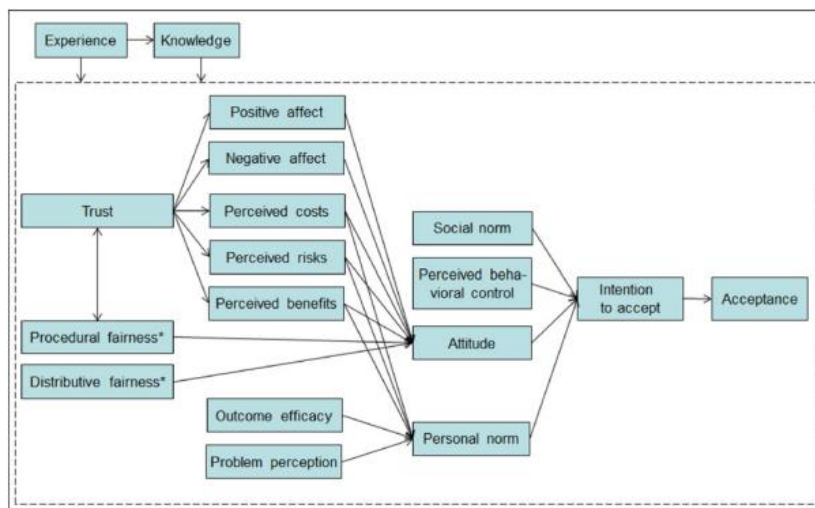 Experience
Knowledge
Positive affect
Negative affect
Trust
Perceived costs
Perceived risks
Perceived benefits
Procedural fairness*
Distributive fairness*
Outcome efficacy
Problem perception
Social norm
Perceived beha-
vioral control
Attitude
Personal norm
Intention
to accept
Acceptance